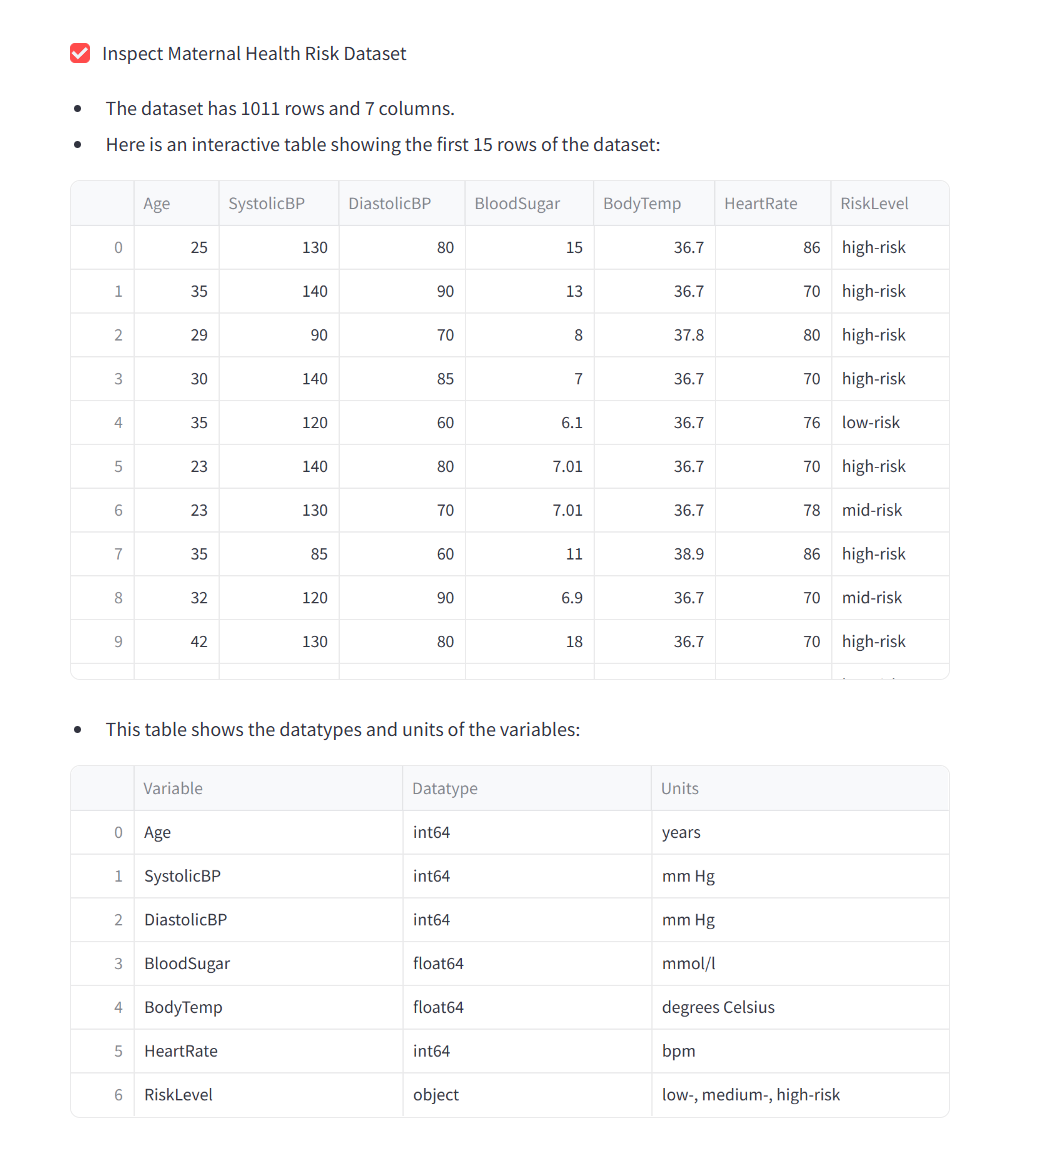 Inspect Maternal Health Risk Dataset
The dataset has 1011 rows and 7 columns.
Here is an interactive table showing the first 15 rows of the dataset:
Age SystolicBP DiastolicBP BloodSugar BodyTemp HeartRate RiskLevel
0 25 130 80 15 36.7 86 high-risk
1 35 140 90 13 36.7 70 high-risk
2 29 90 70 8 37.8 80 high-risk
3 30 140 85 7 36.7 70 high-risk
4 35 120 60 6.1 36.7 76 low-risk
5 23 140 80 7.01 36.7 70 high-risk
6 23 130 70 7.01 36.7 78 mid-risk
7 35 85 60 11 38.9 86 high-risk
8 32 120 90 6.9 36.7 70 mid-risk
9 42 130 80 18 36.7 70 high-risk
This table shows the datatypes and units of the variables:
Variable Datatype Units
0 Age int64 years
1 SystolicBP int64 mm Hg
2 DiastolicBP int64 mm Hg
3 BloodSugar float64 mmol/l
4 BodyTemp float64 degrees Celsius
5 HeartRate int64 bpm
6 RiskLevel object low-, medium-, high-risk